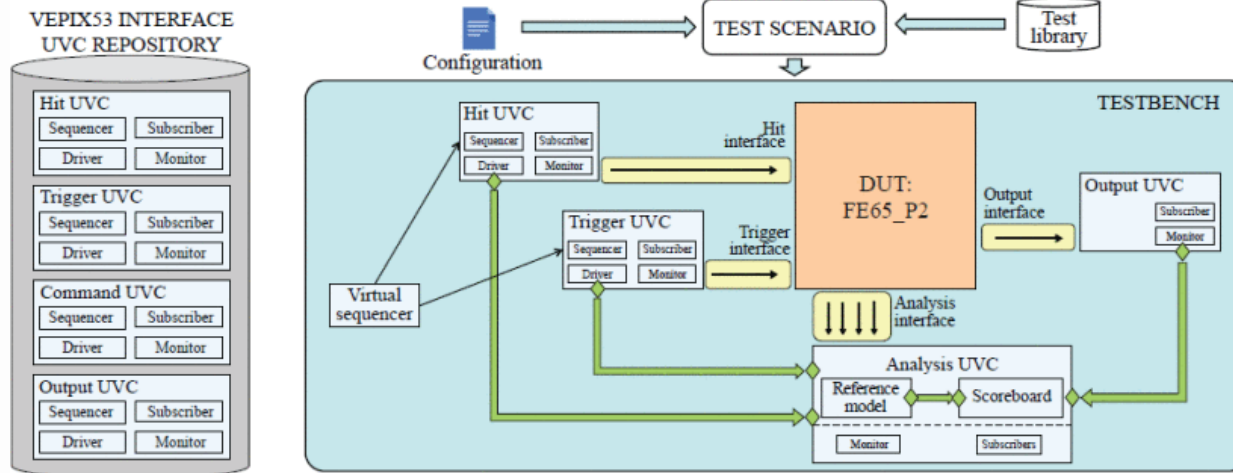 VEPIX53 INTERFACE
UVC REPOSITORY
Hit UVC
Sequencer
Subscriber
Driver
Monitor
Trigger UVC
Sequencer
Subscriber
Driver
Monitor
Command UVC
Sequencer
Subscriber
Driver
Monitor
Output UVC
Sequencer
Subscriber
Driver
Monitor
Configuration
TEST SCENARIO
Test
library
TESTBENCH
Hit UVC
Sequencer
Subscriber
Driver
Monitor
Hit
interface
Trigger UVC
Sequencer
Subscriber
Driver
Monitor
Trigger
interface
Virtual
sequencer
DUT:
FE65_P2
Output
interface
Output UVC
Subscriber
Monitor
Analysis
interface
Analysis UVC
Reference
model
Scoreboard
Monitor
Subscribers